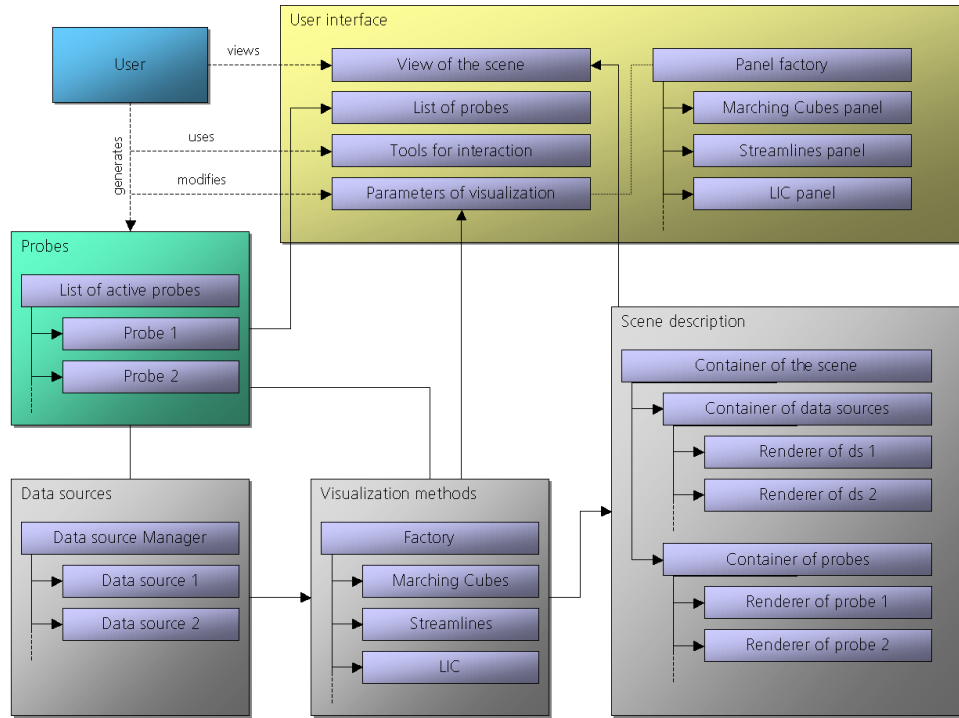 User interface
User
views
View of the scene
Panel factory
List of probes
Marching Cubes panel
generates
uses
Tools for interaction
Streamlines panel
modifies
Parameters of visualization
LIC panel
Probes
List of active probes
Probe 1
Probe 2
Scene description
Container of the scene
Container of data sources
Renderer of ds 1
Renderer of ds 2
Container of probes
Renderer of probe 1
Renderer of probe 2
Data sources
Data source Manager
Data source 1
Data source 2
Visualization methods
Factory
Marching Cubes
Streamlines
LIC